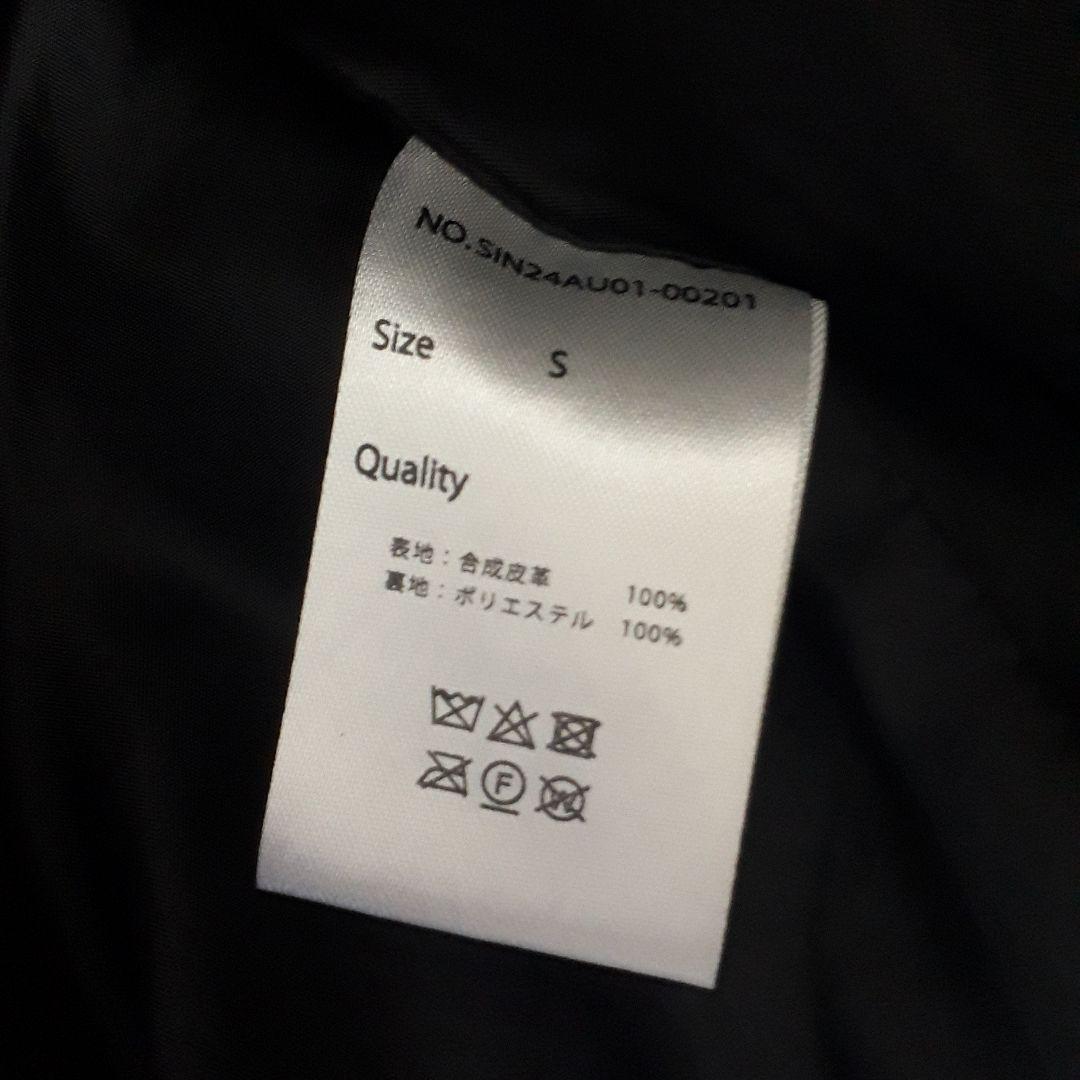 NO.SIN24AU01-00201
Size S
Quality
表地：合成皮革 100%
裏地：ポリエステル 100%
F
W